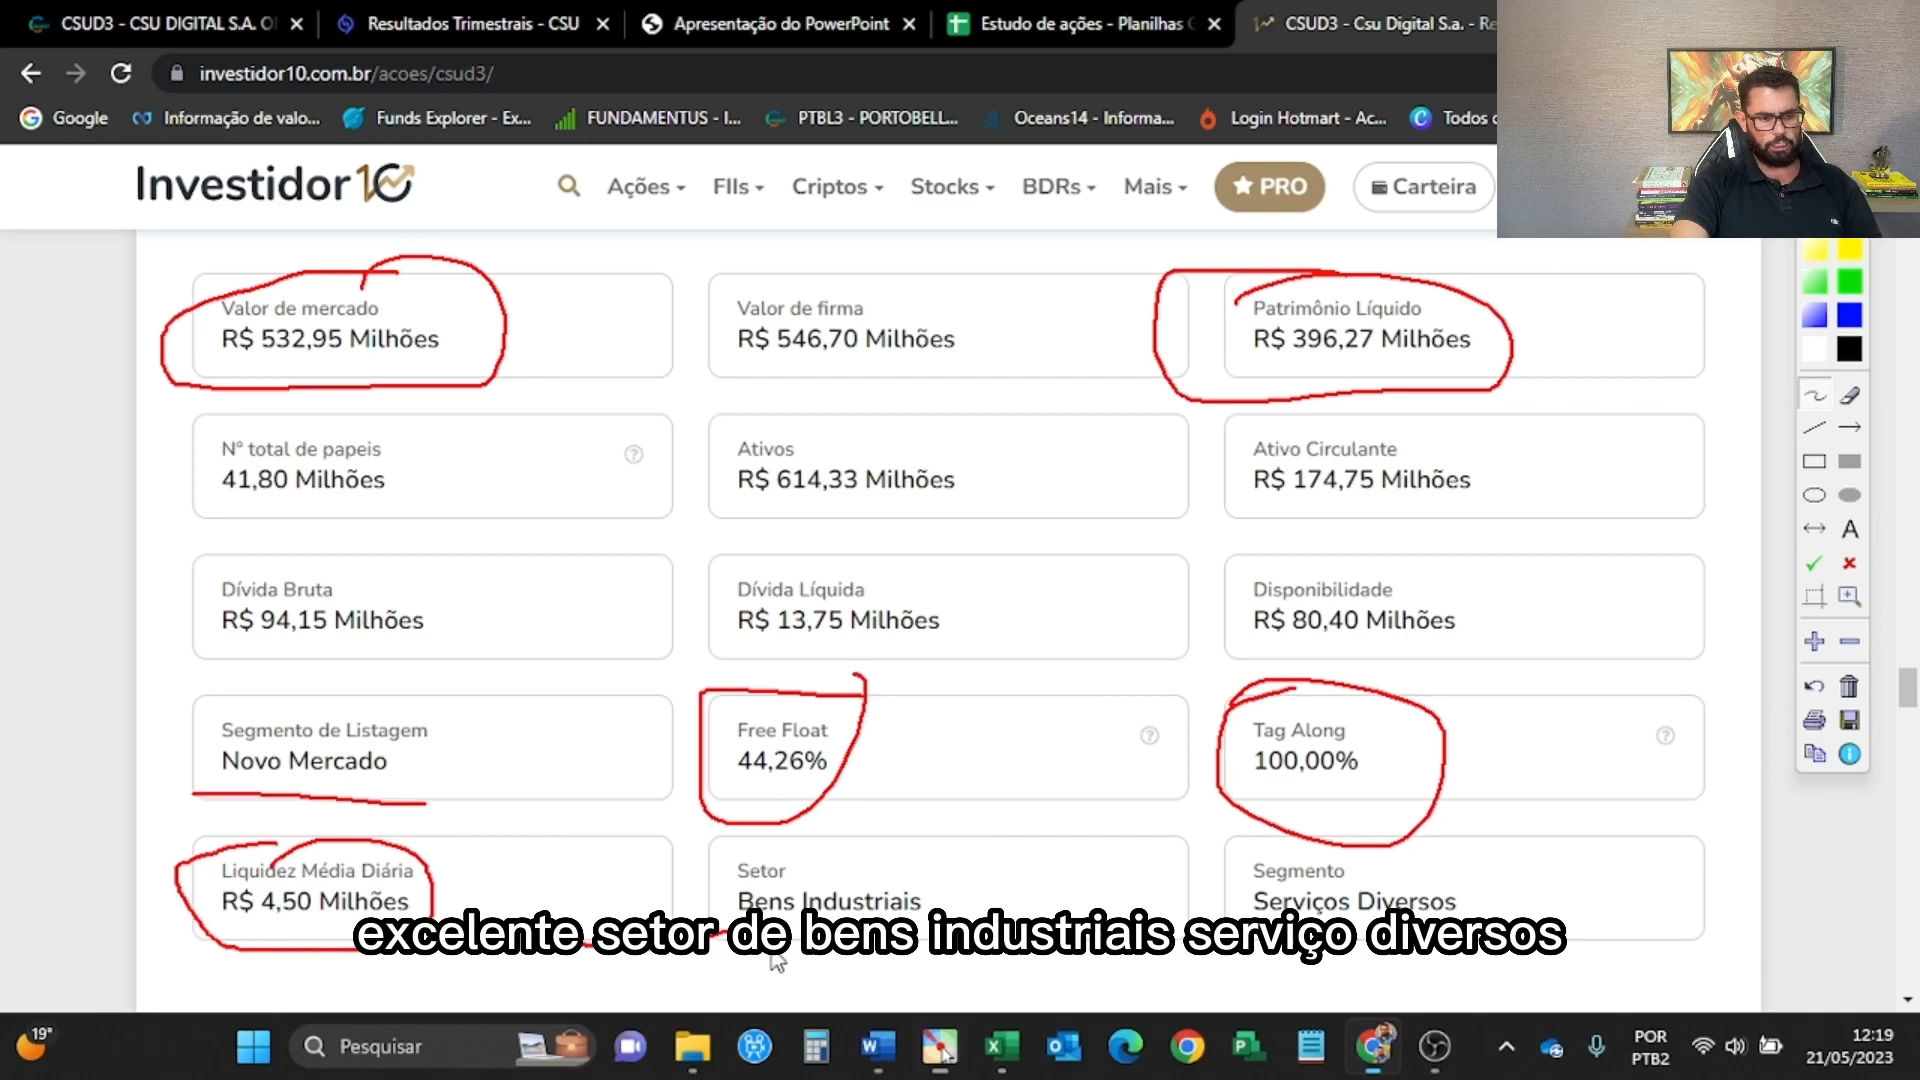 CSUD3 - CSU DIGITAL S.A.
Resultados Trimestrais - CSU
Apresentação do PowerPoint
Estudo de ações - Planilhas
CSUD3 - Csu Digital S.a. - Re
investidor10.com.br/acoes/csud3/
Google
Informação de valo...
Funds Explorer - Ex...
FUNDAMENTUS - I...
PTBL3 - PORTOBELL...
Oceans14 - Informa...
Login Hotmart - Ac...
Todos
Investidor10
Ações
FIIs
Criptos
Stocks
BDRs
Mais
PRO
Carteira
Valor de mercado
R$ 532,95 Milhões
Valor de firma
R$ 546,70 Milhões
Patrimônio Líquido
R$ 396,27 Milhões
Nº total de papeis
41,80 Milhões
Ativos
R$ 614,33 Milhões
Ativo Circulante
R$ 174,75 Milhões
Dívida Bruta
R$ 94,15 Milhões
Dívida Líquida
R$ 13,75 Milhões
Disponibilidade
R$ 80,40 Milhões
Segmento de Listagem
Novo Mercado
Free Float
44,26%
Tag Along
100,00%
Liquidez Média Diária
R$ 4,50 Milhões
Setor
Bens Industriais
Segmento
Serviços Diversos
excelente setor de bens industriais serviço diversos
19°
Pesquisar
POR
PTB2
12:19
21/05/2023